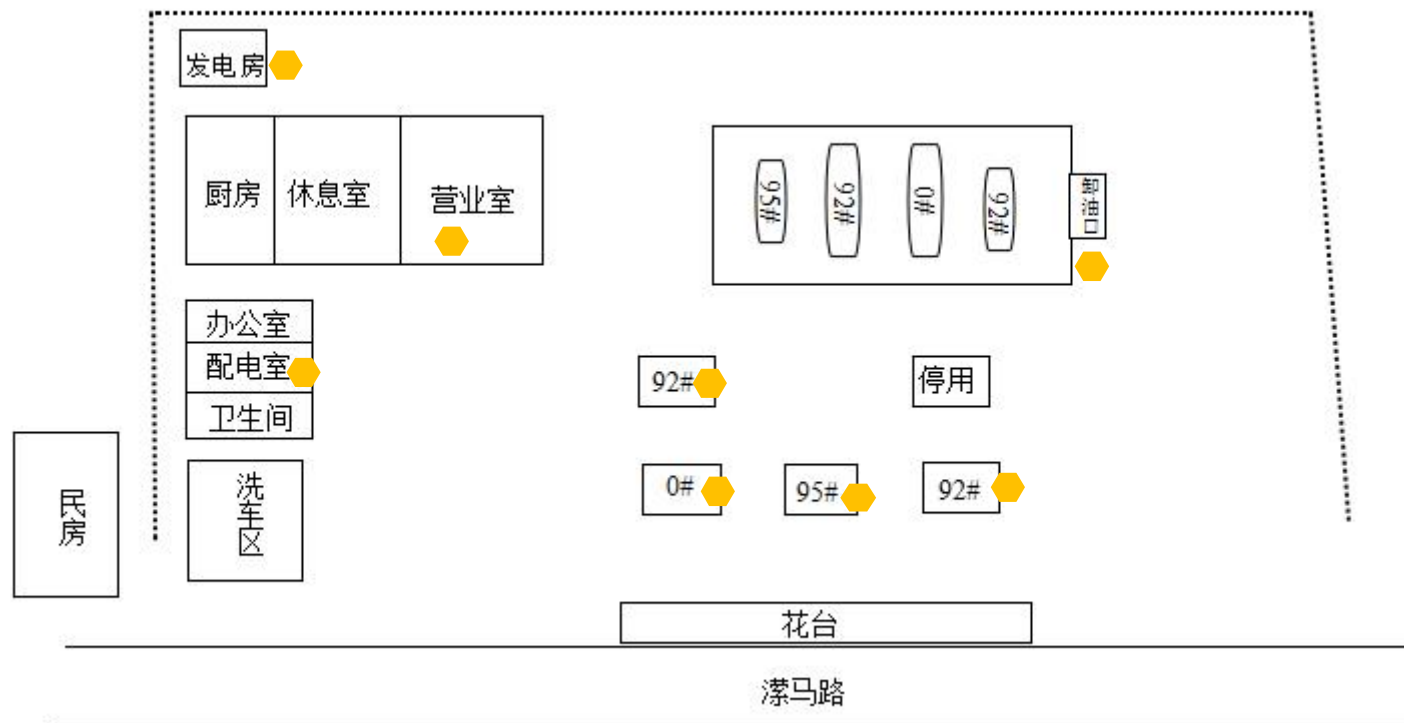 发电房
厨房
休息室
营业室
95#
92#
0#
92#
卸油口
办公室
配电室
卫生间
92#
停用
民房
洗车区
0#
95#
92#
花台
潆马路